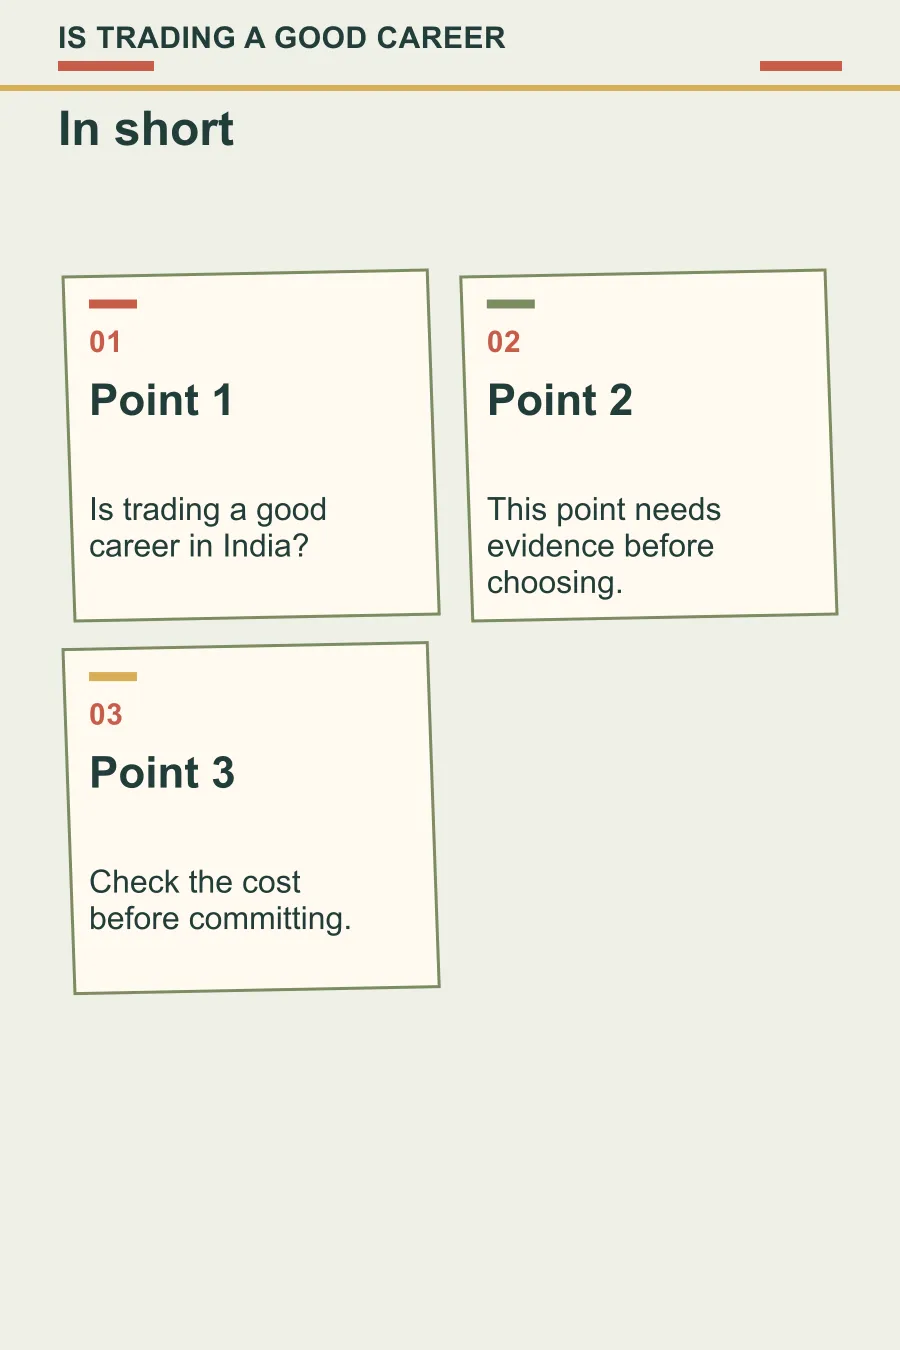 IS TRADING A GOOD CAREER
In short
01
Point 1
Is trading a good
career in India?
02
Point 2
This point needs
evidence before
choosing.
03
Point 3
Check the cost
before committing.